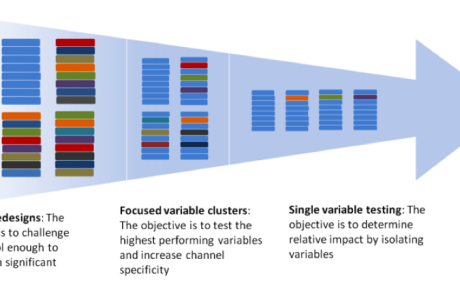 edesigns: The
s to challenge
ol enough to
a significant
Focused variable clusters:
The objective is to test the
highest performing variables
and increase channel
specificity
Single variable testing: The
objective is to determine
relative impact by isolating
variables